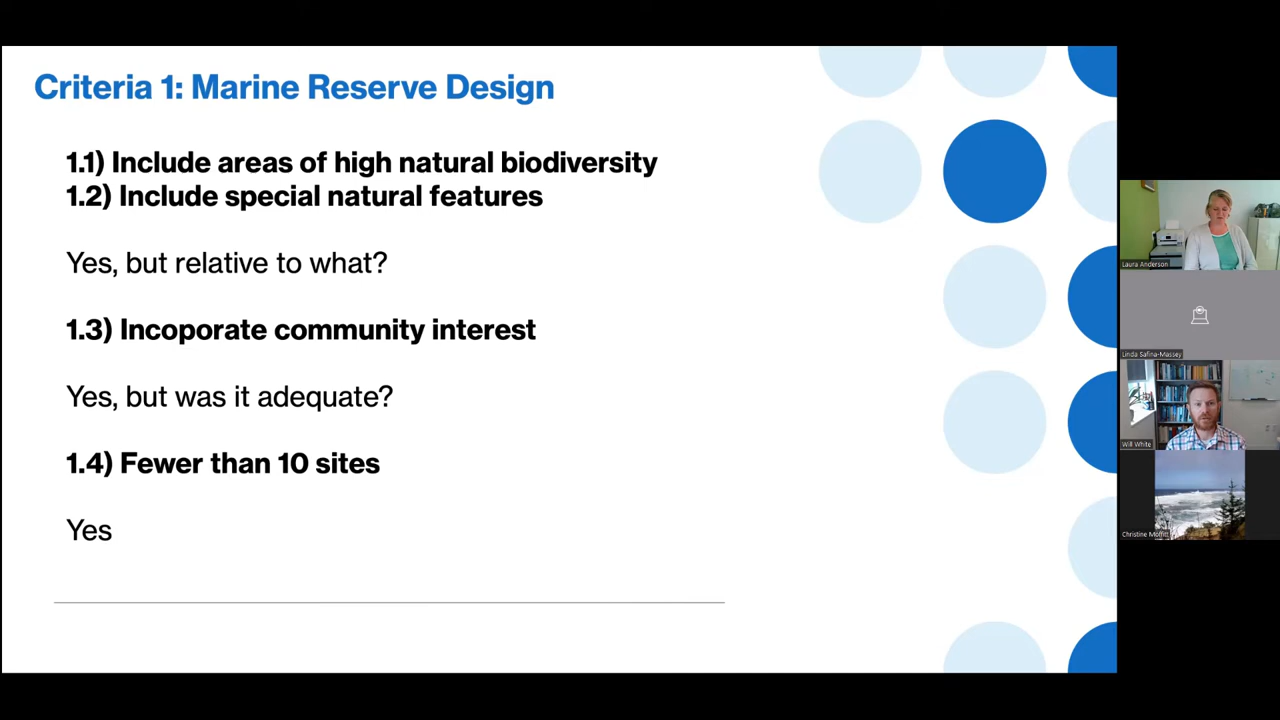 Criteria 1: Marine Reserve Design
1.1) Include areas of high natural biodiversity
1.2) Include special natural features
Yes, but relative to what?
1.3) Incoporate community interest
Yes, but was it adequate?
1.4) Fewer than 10 sites
Yes
Laura Anderson
Linda Safina-Massey
Will White
Christine Moffitt